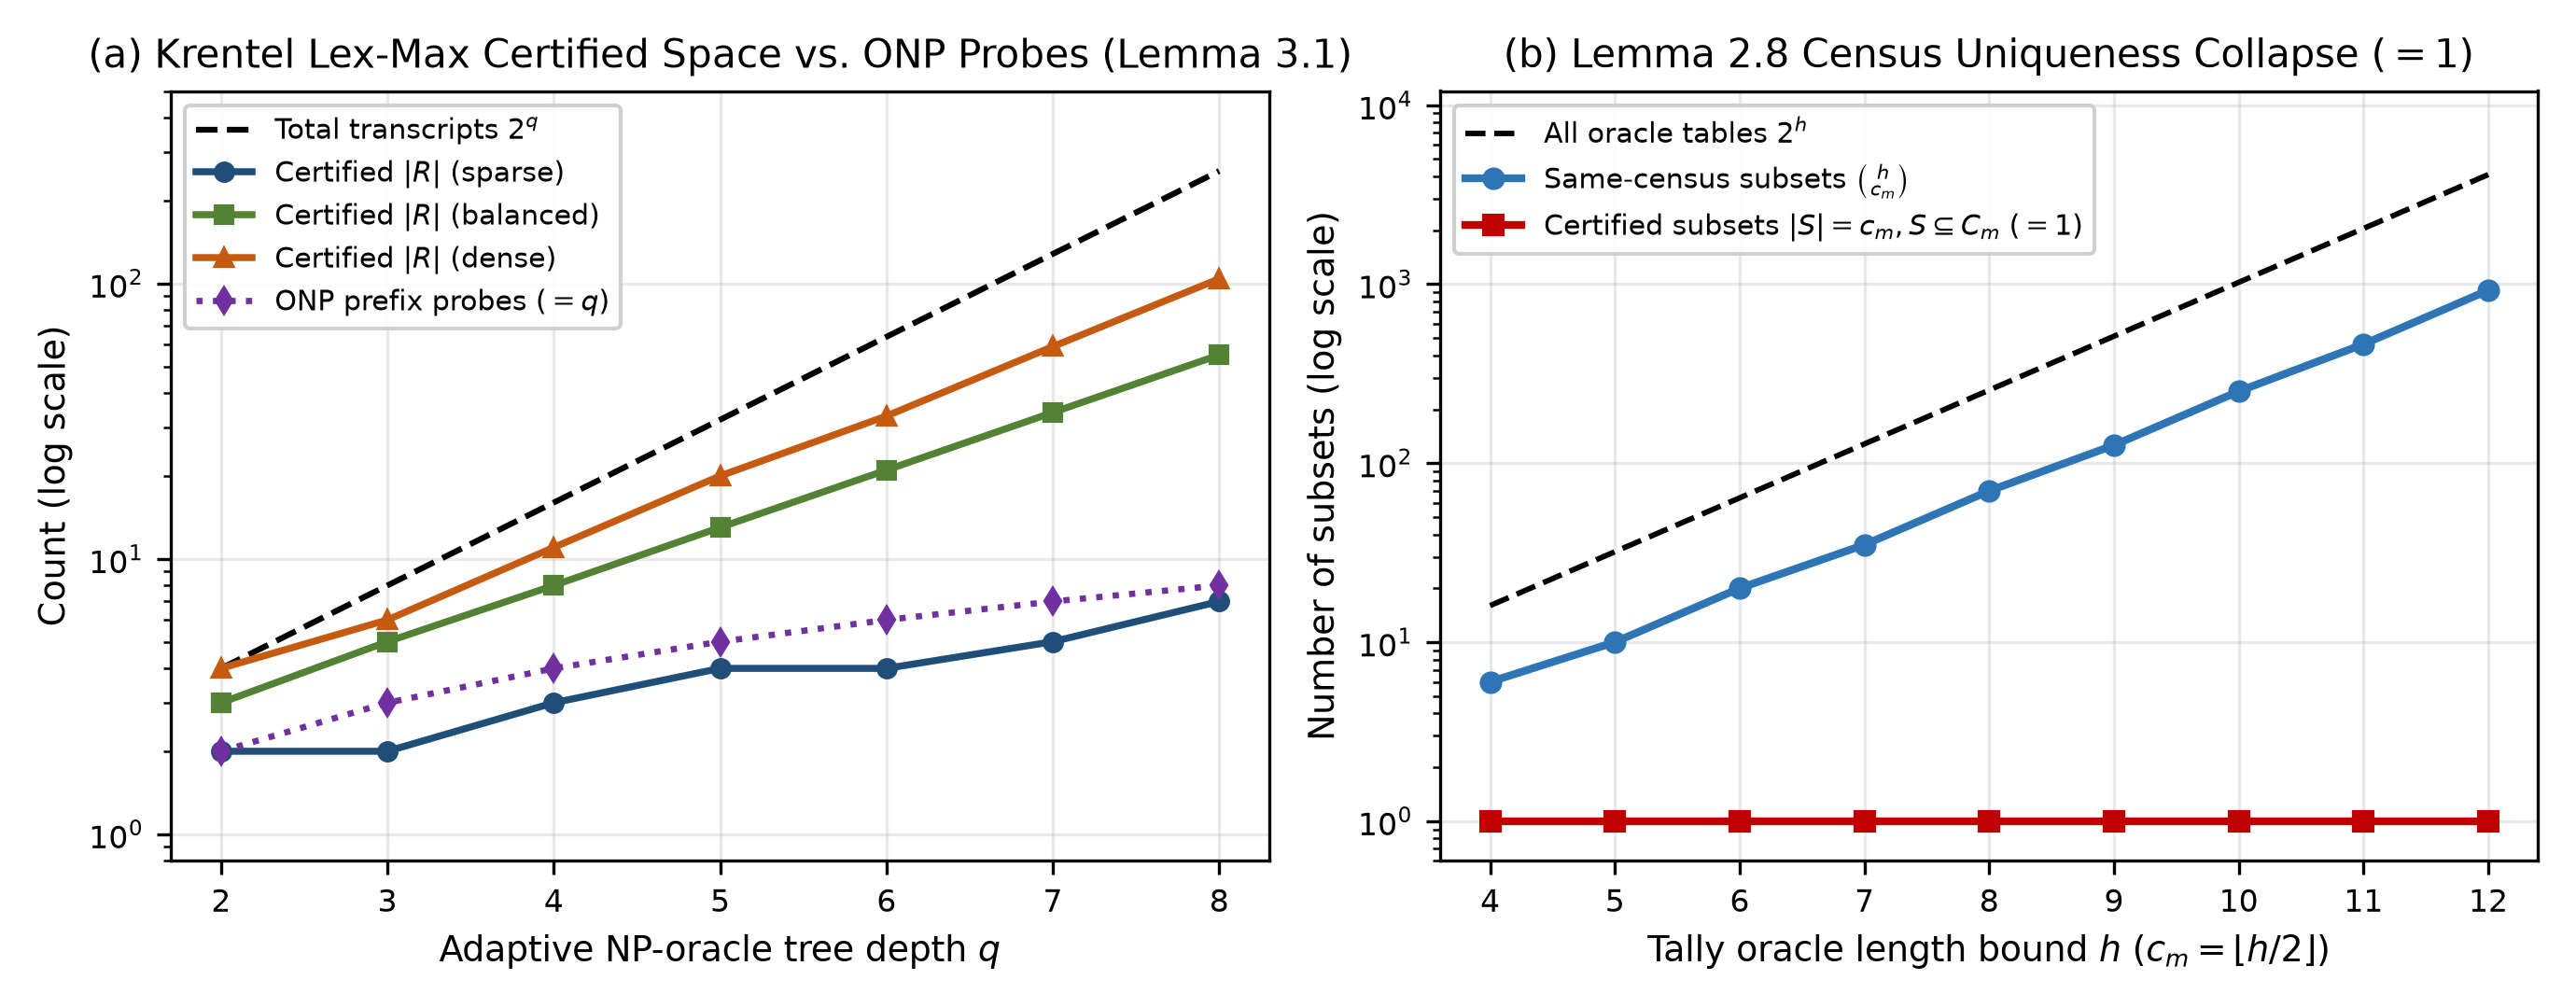 (a) Krentel Lex-Max Certified Space vs. ONP Probes (Lemma 3.1)
Total transcripts 2^q
Certified |R| (sparse)
Certified |R| (balanced)
Certified |R| (dense)
ONP prefix probes (= q)
Count (log scale)
10^2
10^1
10^0
2 3 4 5 6 7 8
Adaptive NP-oracle tree depth q
(b) Lemma 2.8 Census Uniqueness Collapse (= 1)
All oracle tables 2^h
Same-census subsets (h c_m)
Certified subsets |S| = c_m, S ⊆ C_m (= 1)
Number of subsets (log scale)
10^4
10^3
10^2
10^1
10^0
4 5 6 7 8 9 10 11 12
Tally oracle length bound h (c_m = ⌊h/2⌋)